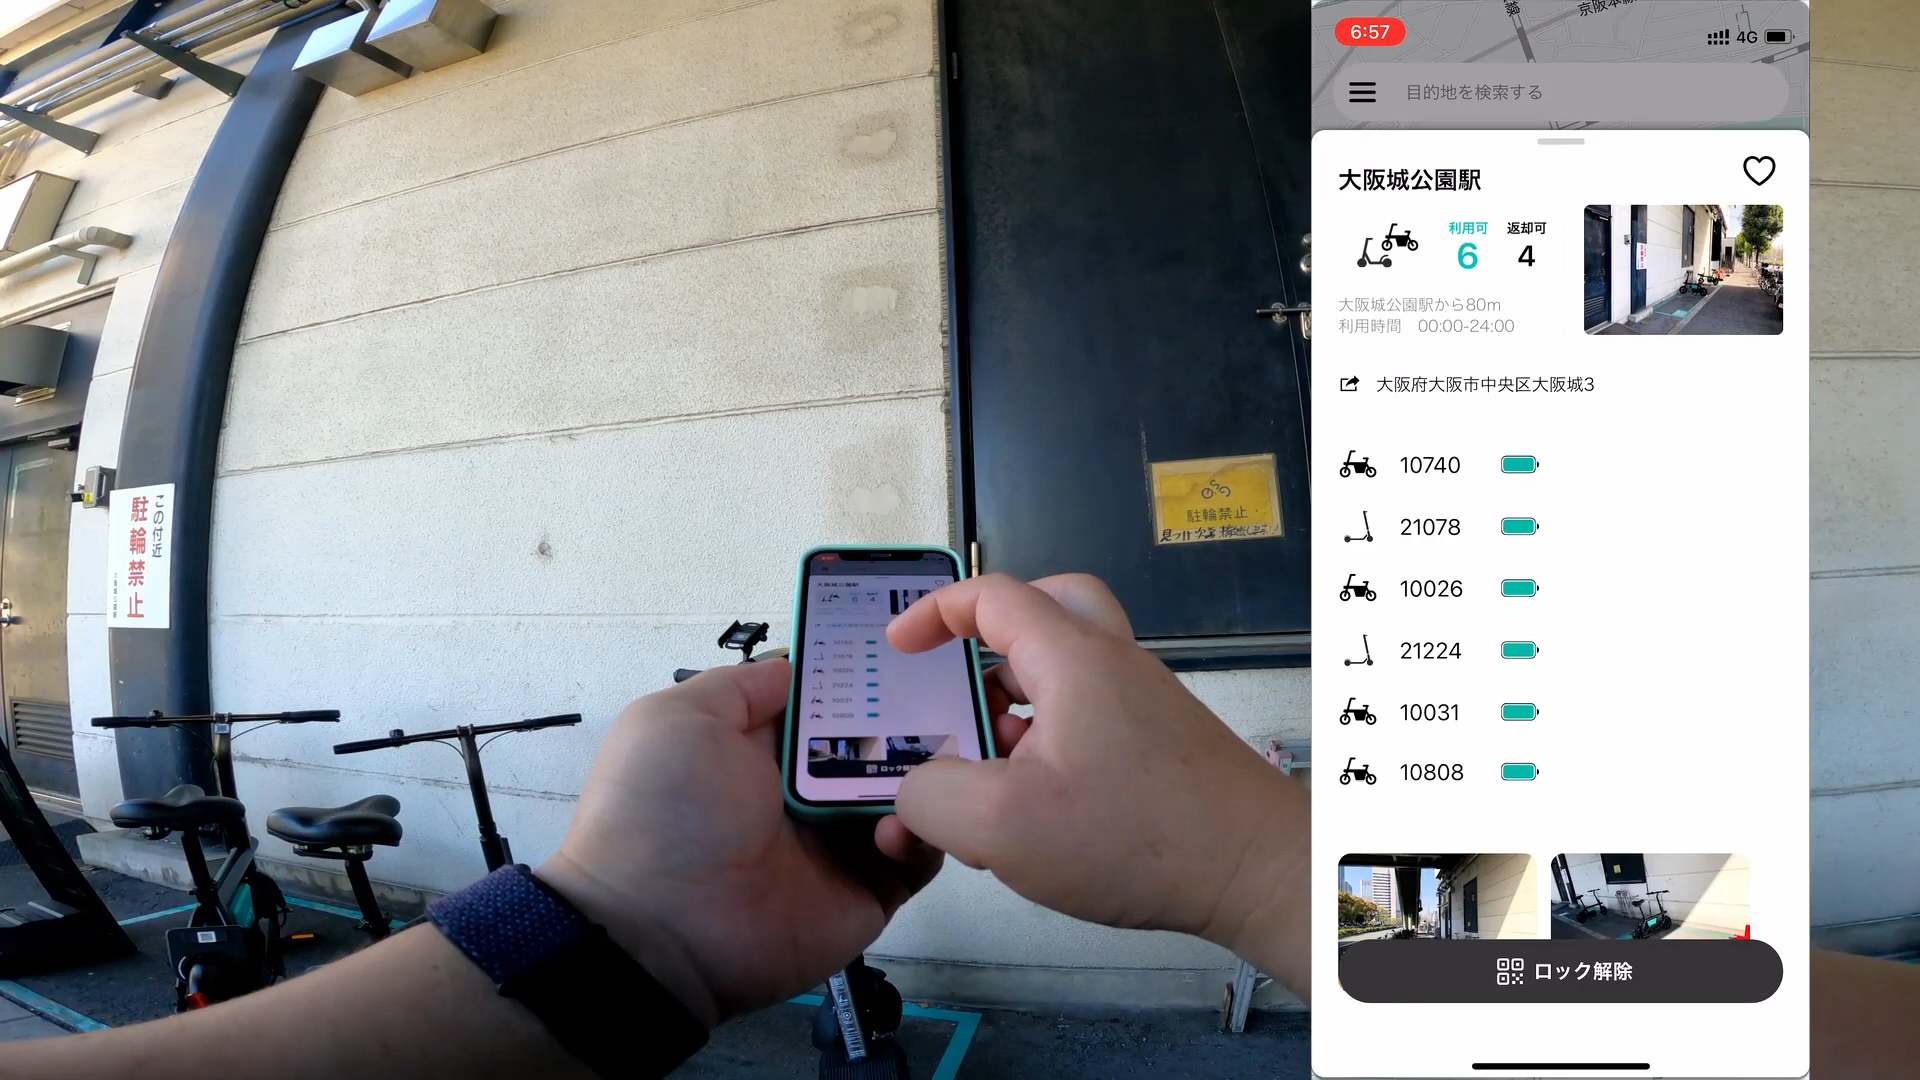 この付近
駐輪禁止
駐輪禁止
6:57
4G
京阪本線
目的地を検索する
大阪城公園駅
利用可
返却可
6
4
大阪城公園駅から80m
利用時間 00:00-24:00
大阪府大阪市中央区大阪城3
10740
21078
10026
21224
10031
10808
ロック解除